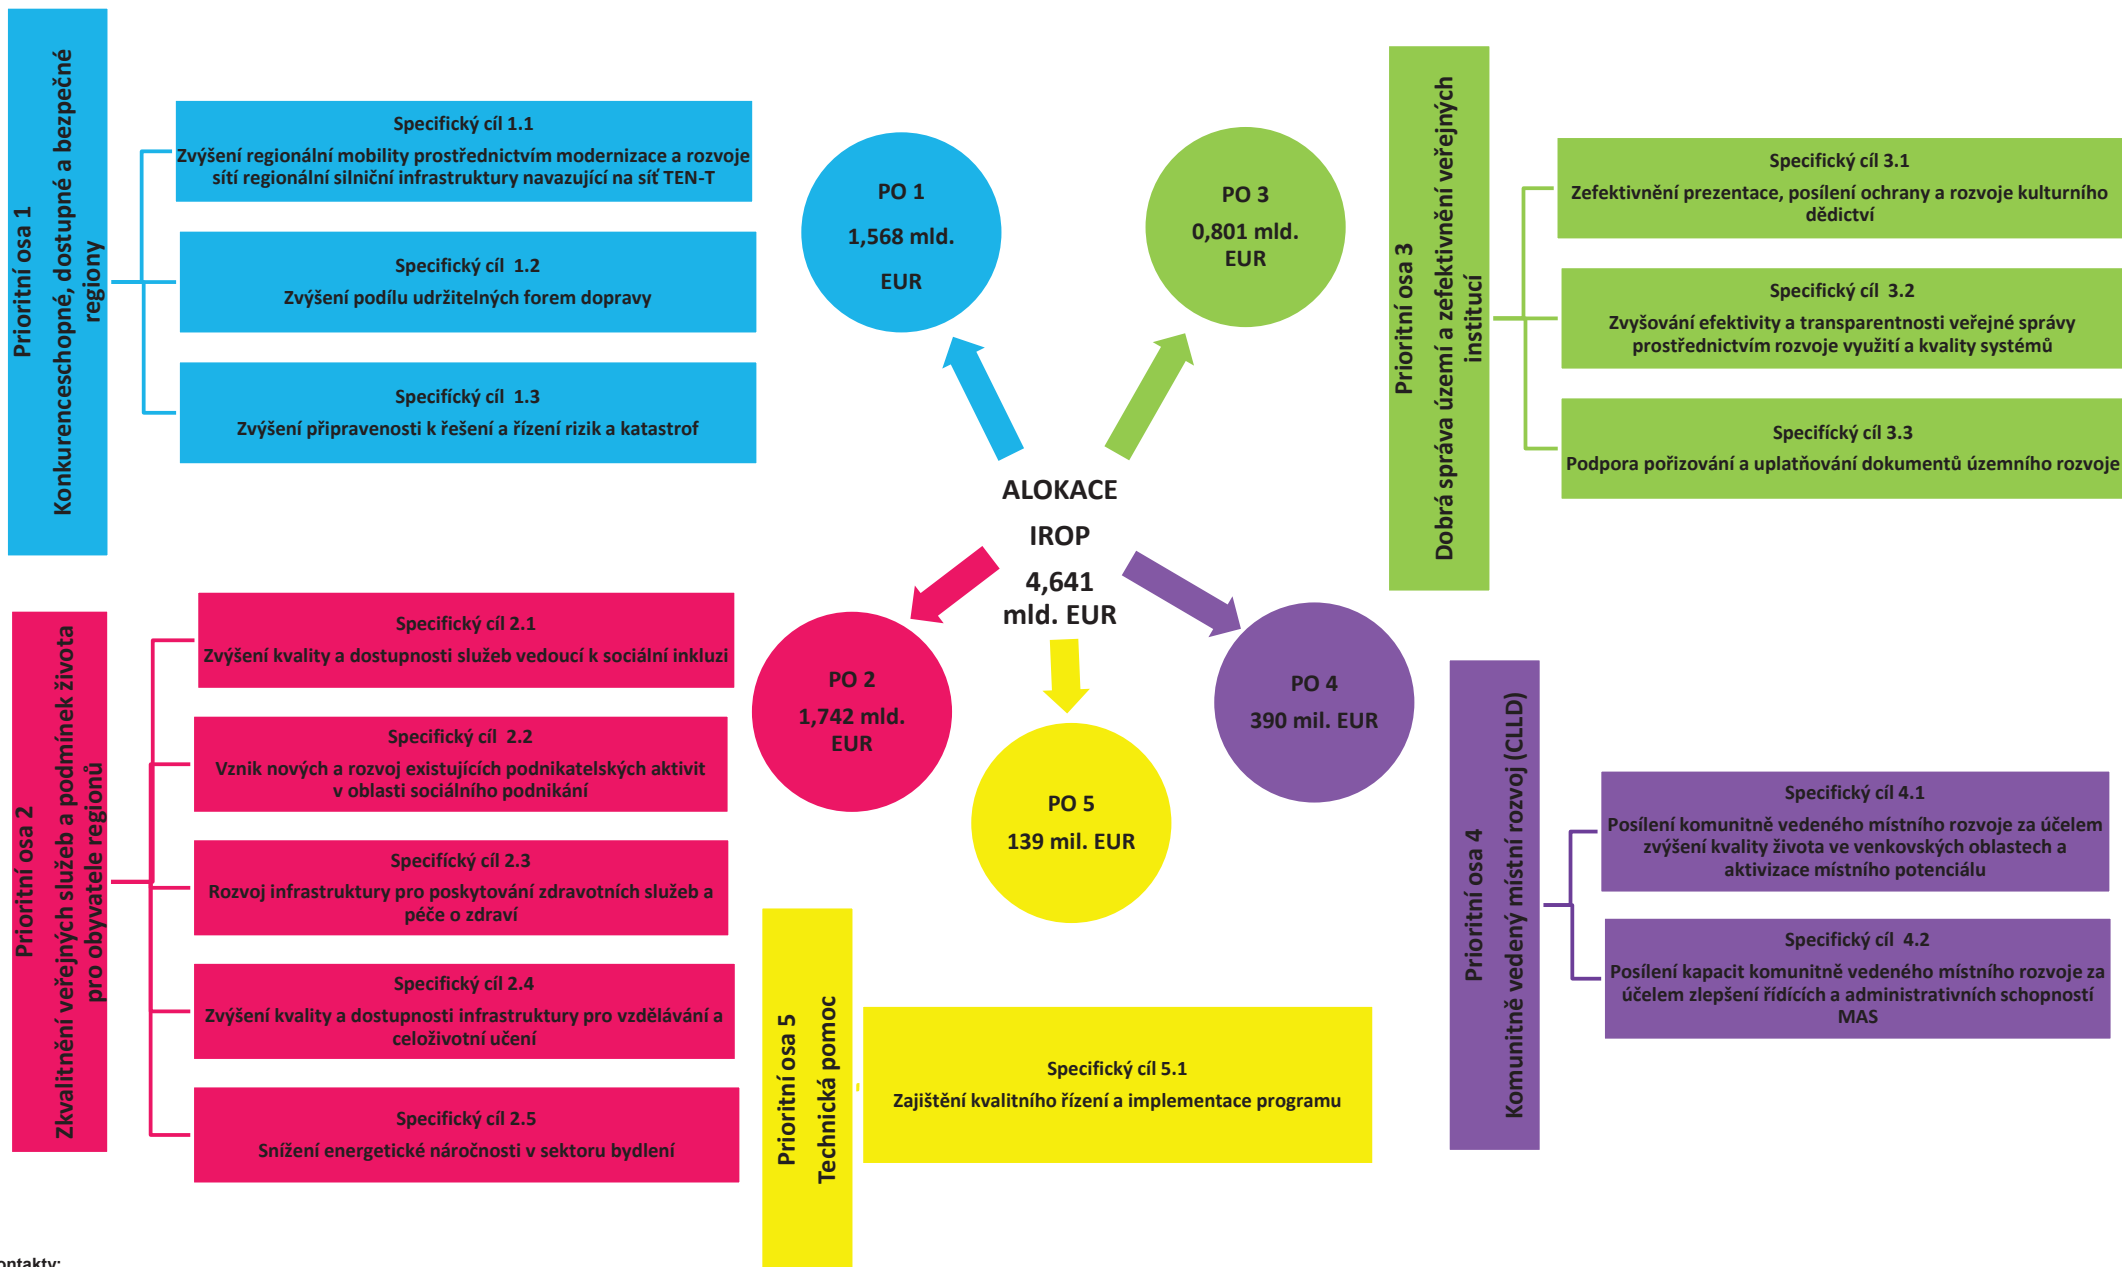 Prioritní osa 1
Konkurenceschopné, dostupné a bezpečné
regiony
Specifický cíl 1.1
Zvýšení regionální mobility prostřednictvím modernizace a rozvoje
sítí regionální silniční infrastruktury navazující na síť TEN-T
Specifický cíl 1.2
Zvýšení podílu udržitelných forem dopravy
Specifícký cíl 1.3
Zvýšení připravenosti k řešení a řízení rizik a katastrof
PO 1
1,568 mld.
EUR
PO 3
0,801 mld.
EUR
Prioritní osa 3
Dobrá správa území a zefektivnění veřejných
institucí
Specifický cíl 3.1
Zefektivnění prezentace, posílení ochrany a rozvoje kulturního
dědictví
Specifický cíl 3.2
Zvyšování efektivity a transparentnosti veřejné správy
prostřednictvím rozvoje využití a kvality systémů
Specifícký cíl 3.3
Podpora pořizování a uplatňování dokumentů územního rozvoje
ALOKACE
IROP
4,641
mld. EUR
Prioritní osa 2
Zkvalitnění veřejných služeb a podmínek života
pro obyvatele regionů
Specifický cíl 2.1
Zvýšení kvality a dostupnosti služeb vedoucí k sociální inkluzi
Specifický cíl 2.2
Vznik nových a rozvoj existujících podnikatelských aktivit
v oblasti sociálního podnikání
Specifícký cíl 2.3
Rozvoj infrastruktury pro poskytování zdravotních služeb a
péče o zdraví
Specifický cíl 2.4
Zvýšení kvality a dostupnosti infrastruktury pro vzdělávání a
celoživotní učení
Specifický cíl 2.5
Snížení energetické náročnosti v sektoru bydlení
PO 2
1,742 mld.
EUR
PO 5
139 mil. EUR
PO 4
390 mil. EUR
Prioritní osa 5
Technická pomoc
Specifický cíl 5.1
Zajištění kvalitního řízení a implementace programu
Prioritní osa 4
Komunitně vedený místní rozvoj (CLLD)
Specifický cíl 4.1
Posílení komunitně vedeného místního rozvoje za účelem
zvýšení kvality života ve venkovských oblastech a
aktivizace místního potenciálu
Specifický cíl 4.2
Posílení kapacit komunitně vedeného místního rozvoje za
účelem zlepšení řídících a administrativních schopností
MAS
ontakty: